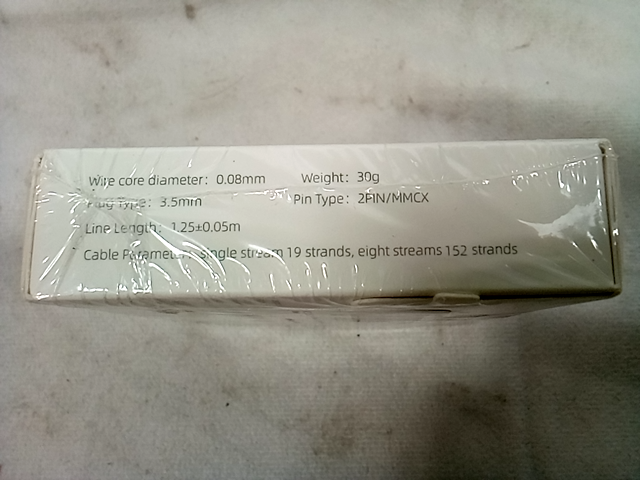 Wire core diameter: 0.08mm Weight: 30g
Plug Type: 3.5mm Pin Type: 2PIN/MMCX
Line Length: 1.25±0.05m
Cable Parameter: single stream 19 strands, eight streams 152 strands